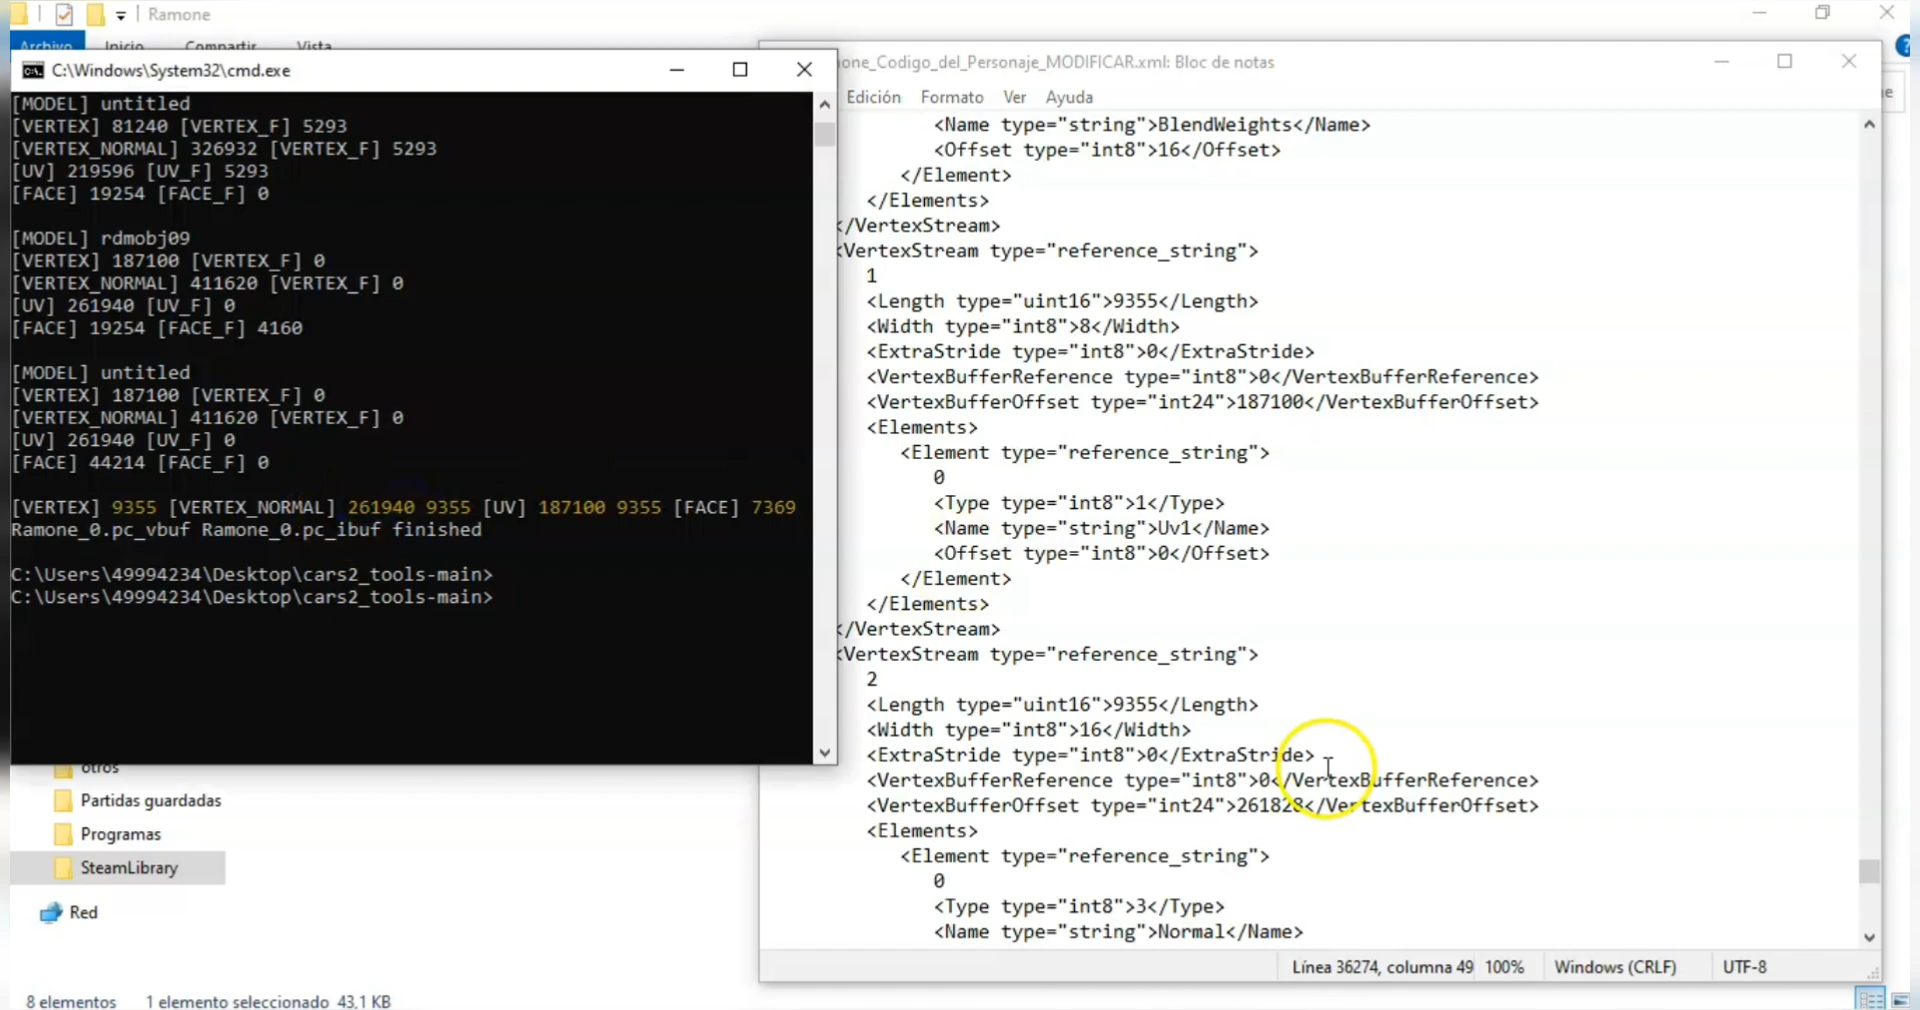 Ramone
Archivo Inicio Compartir Vista
C:\Windows\System32\cmd.exe
[MODEL] untitled
[VERTEX] 81240 [VERTEX_F] 5293
[VERTEX_NORMAL] 326932 [VERTEX_F] 5293
[UV] 219596 [UV_F] 5293
[FACE] 19254 [FACE_F] 0
[MODEL] rdmobj09
[VERTEX] 187100 [VERTEX_F] 0
[VERTEX_NORMAL] 411620 [VERTEX_F] 0
[UV] 261940 [UV_F] 0
[FACE] 19254 [FACE_F] 4160
[MODEL] untitled
[VERTEX] 187100 [VERTEX_F] 0
[VERTEX_NORMAL] 411620 [VERTEX_F] 0
[UV] 261940 [UV_F] 0
[FACE] 44214 [FACE_F] 0
[VERTEX] 9355 [VERTEX_NORMAL] 261940 9355 [UV] 187100 9355 [FACE] 7369
Ramone_0.pc_vbuf Ramone_0.pc_ibuf finished
C:\Users\49994234\Desktop\cars2_tools-main>
C:\Users\49994234\Desktop\cars2_tools-main>
otros
Partidas guardadas
Programas
SteamLibrary
Red
8 elementos 1 elemento seleccionado 43,1 KB
one_Codigo_del_Personaje_MODIFICAR.xml: Bloc de notas
Edición Formato Ver Ayuda
<Name type="string">BlendWeights</Name>
<Offset type="int8">16</Offset>
</Element>
</Elements>
</VertexStream>
<VertexStream type="reference_string">
1
<Length type="uint16">9355</Length>
<Width type="int8">8</Width>
<ExtraStride type="int8">0</ExtraStride>
<VertexBufferReference type="int8">0</VertexBufferReference>
<VertexBufferOffset type="int24">187100</VertexBufferOffset>
<Elements>
<Element type="reference_string">
0
<Type type="int8">1</Type>
<Name type="string">Uv1</Name>
<Offset type="int8">0</Offset>
</Element>
</Elements>
</VertexStream>
<VertexStream type="reference_string">
2
<Length type="uint16">9355</Length>
<Width type="int8">16</Width>
<ExtraStride type="int8">0</ExtraStride>
<VertexBufferReference type="int8">0</VertexBufferReference>
<VertexBufferOffset type="int24">261828</VertexBufferOffset>
<Elements>
<Element type="reference_string">
0
<Type type="int8">3</Type>
<Name type="string">Normal</Name>
Línea 36274, columna 49 100% Windows (CRLF) UTF-8